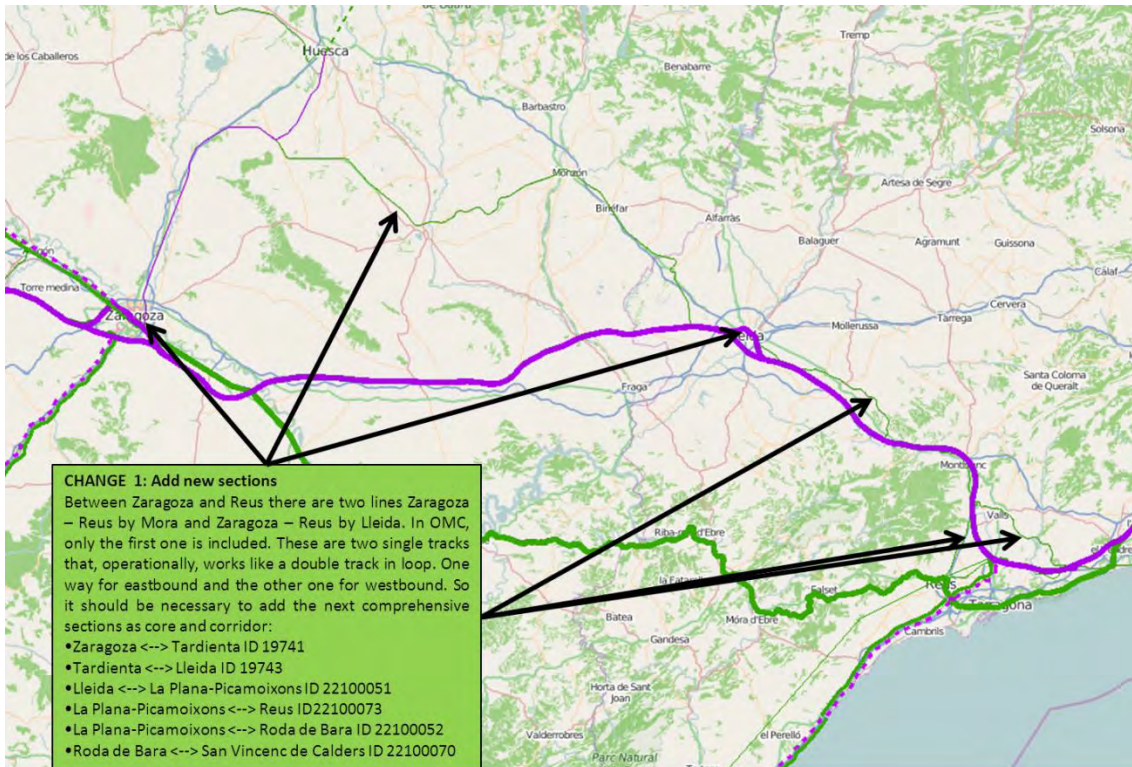 de los Caballeros
Huesca
Tremp
Benabarre
Barbastro
Solsona
Monzón
Artesa de Segre
Binéfar
Alfarràs
Balaguer
Agramunt
Guissona
Calaf
Torre medina
Zaragoza
Cervera
Tàrrega
Mollerussa
Fraga
Santa Coloma
de Queralt
Montblanc
Valls
CHANGE 1: Add new sections
Between Zaragoza and Reus there are two lines Zaragoza
– Reus by Mora and Zaragoza – Reus by Lleida. In OMC,
only the first one is included. These are two single tracks
that, operationally, works like a double track in loop. One
way for eastbound and the other one for westbound. So
it should be necessary to add the next comprehensive
sections as core and corridor:
•Zaragoza <--> Tardienta ID 19741
•Tardienta <--> Lleida ID 19743
•Lleida <--> La Plana-Picamoixons ID 22100051
•La Plana-Picamoixons <--> Reus ID22100073
•La Plana-Picamoixons <--> Roda de Bara ID 22100052
•Roda de Bara <--> San Vincenc de Calders ID 22100070
Falset
Reus
Tarragona
Batea
Móra d'Ebre
Cambrils
Gandesa
Horta de Sant
Joan
Valderrobres
el Perelló
Parc Natural